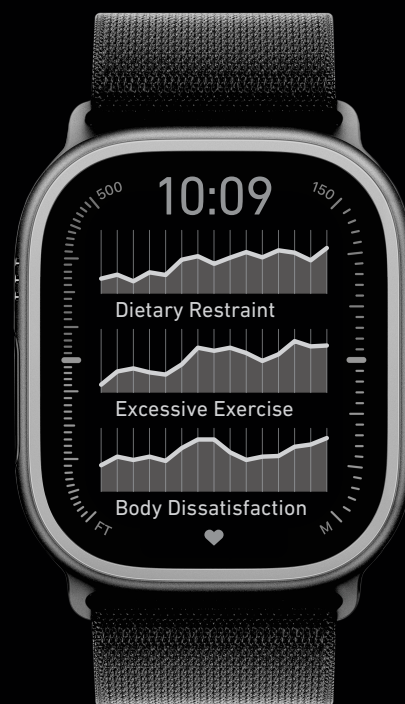 500
10:09
150
Dietary Restraint
Excessive Exercise
Body Dissatisfaction
FT
M